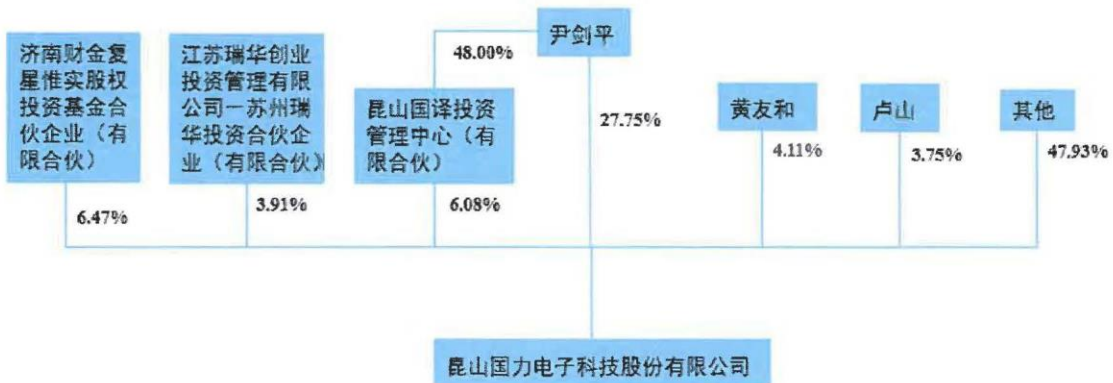 尹剑平
48.00%
济南财金复
星惟实股权
投资基金合
伙企业（有
限合伙）
江苏瑞华创业
投资管理有限
公司－苏州瑞
华投资合伙企
业（有限合伙）
昆山国译投资
管理中心（有
限合伙）
27.75%
黄友和
卢山
其他
6.47%
3.91%
6.08%
4.11%
3.75%
47.93%
昆山国力电子科技股份有限公司